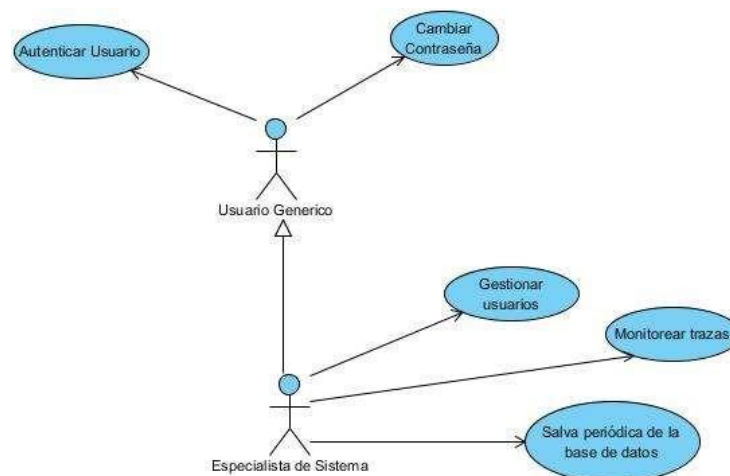 Cambiar
Contraseña
Autenticar Usuario
Usuario Generico
Gestionar
usuarios
Monitorear trazas
Salva periódica de la
base de datos
Especialista de Sistema